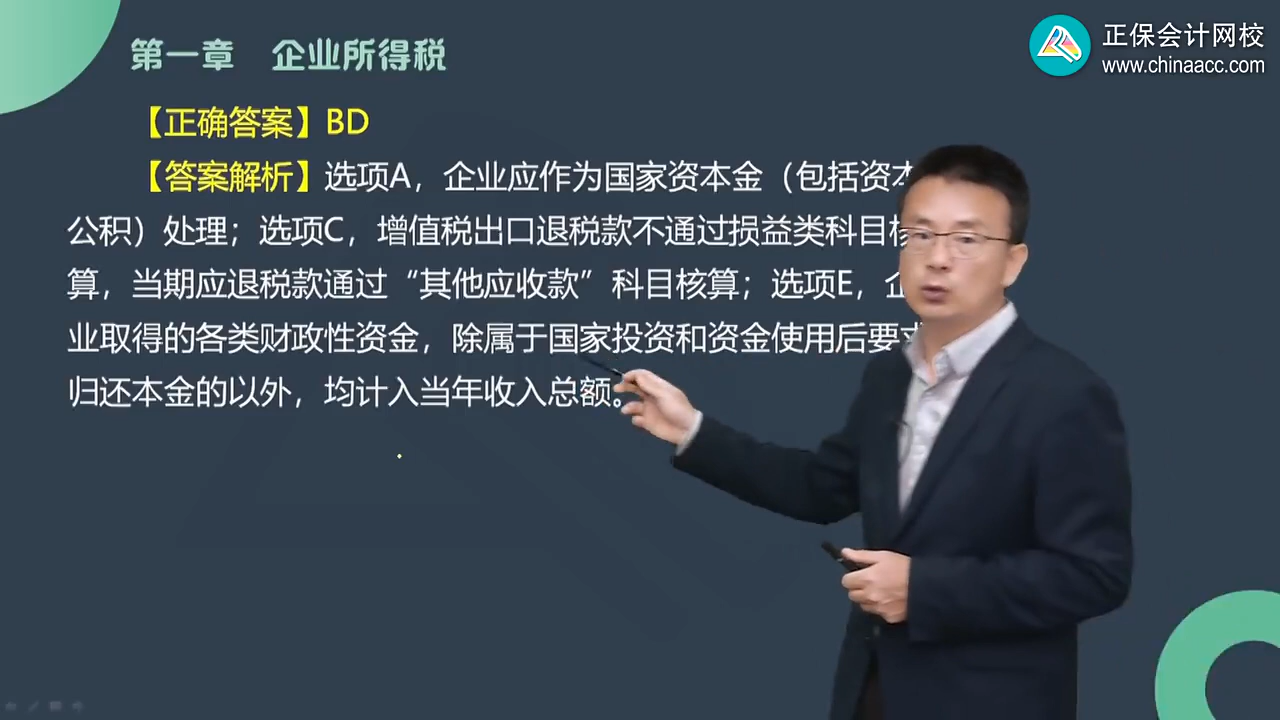 第一章 企业所得税
正保会计网校
www.chinaacc.com
【正确答案】BD
【答案解析】选项A，企业应作为国家资本金（包括资本
公积）处理；选项C，增值税出口退税款不通过损益类科目核
算，当期应退税款通过“其他应收款”科目核算；选项E，企
业取得的各类财政性资金，除属于国家投资和资金使用后要求
归还本金的以外，均计入当年收入总额。